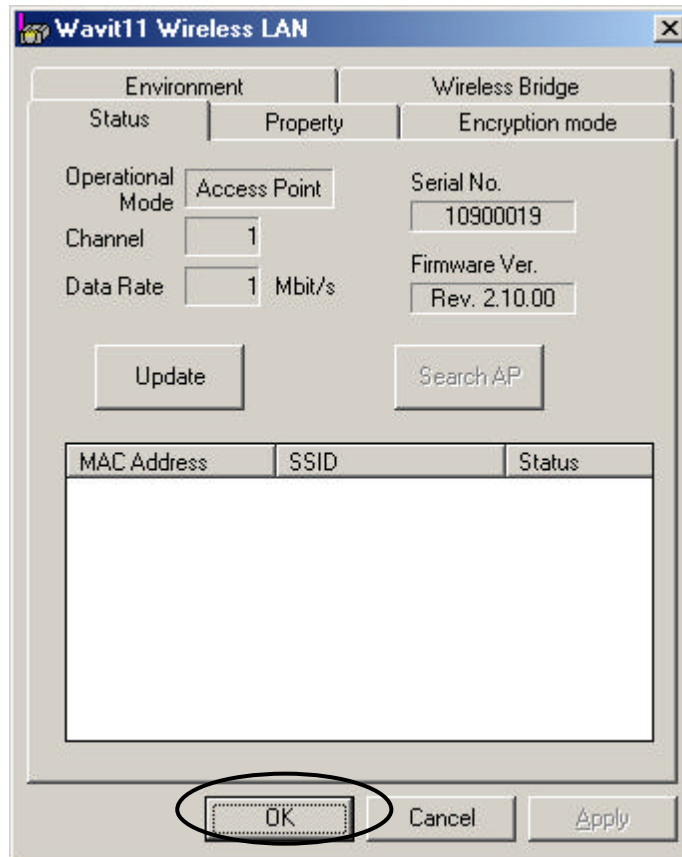 Wavit11 Wireless LAN
Environment Wireless Bridge
Status Property Encryption mode
Operational Mode Access Point Serial No.
10900019
Channel 1
Firmware Ver.
Data Rate 1 Mbit/s Rev. 2.10.00
Update Search AP
MAC Address SSID Status
OK Cancel Apply